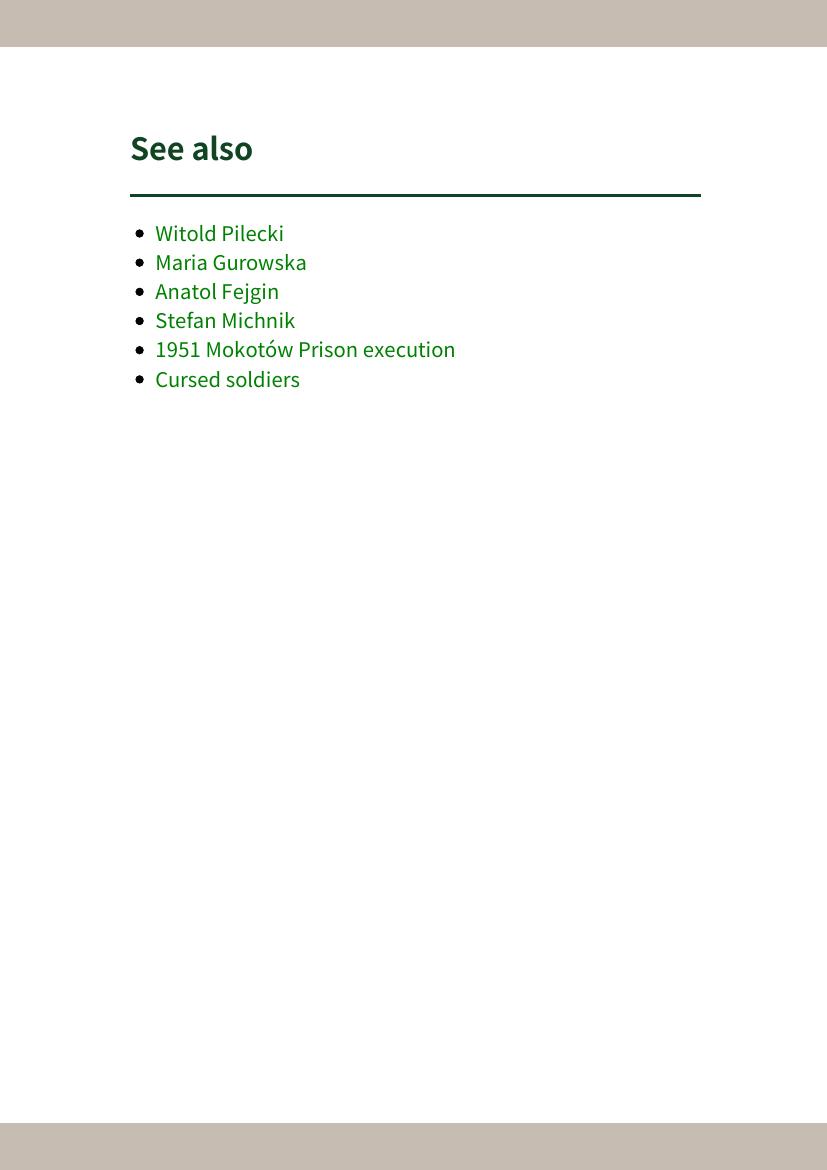 See also
Witold Pilecki
Maria Gurowska
Anatol Fejgin
Stefan Michnik
1951 Mokotów Prison execution
Cursed soldiers